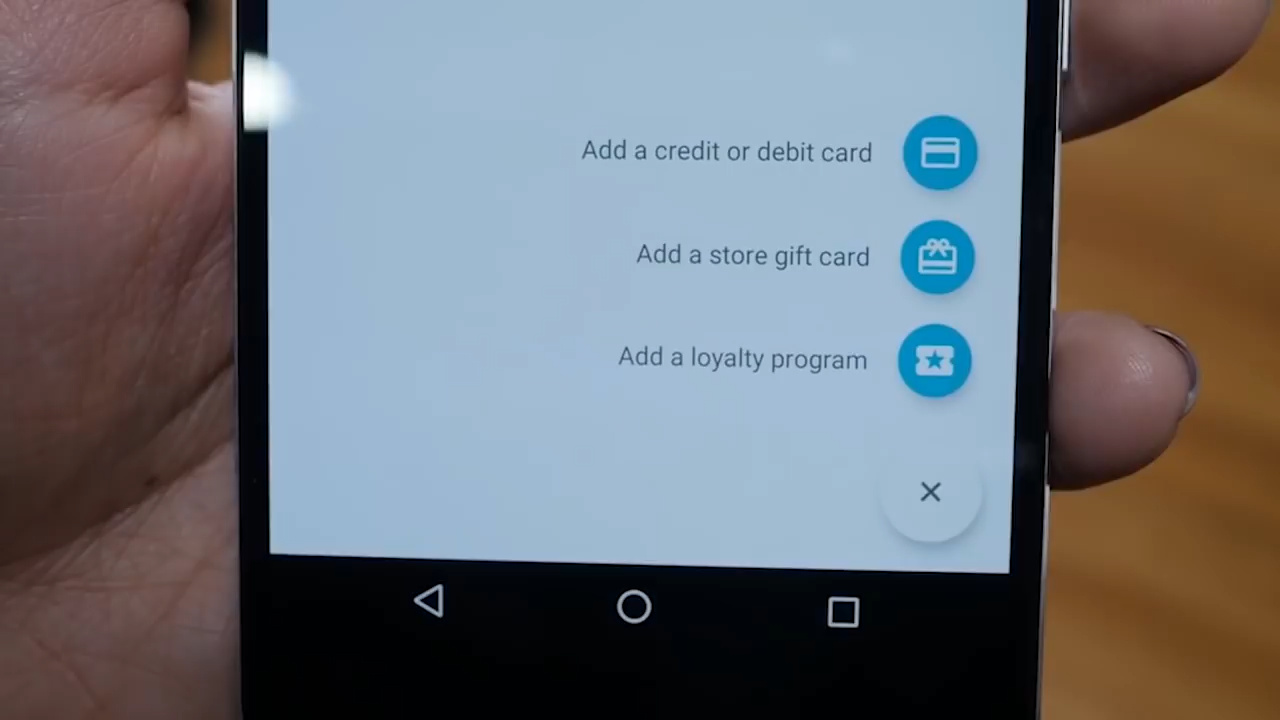 Add a credit or debit card
Add a store gift card
Add a loyalty program